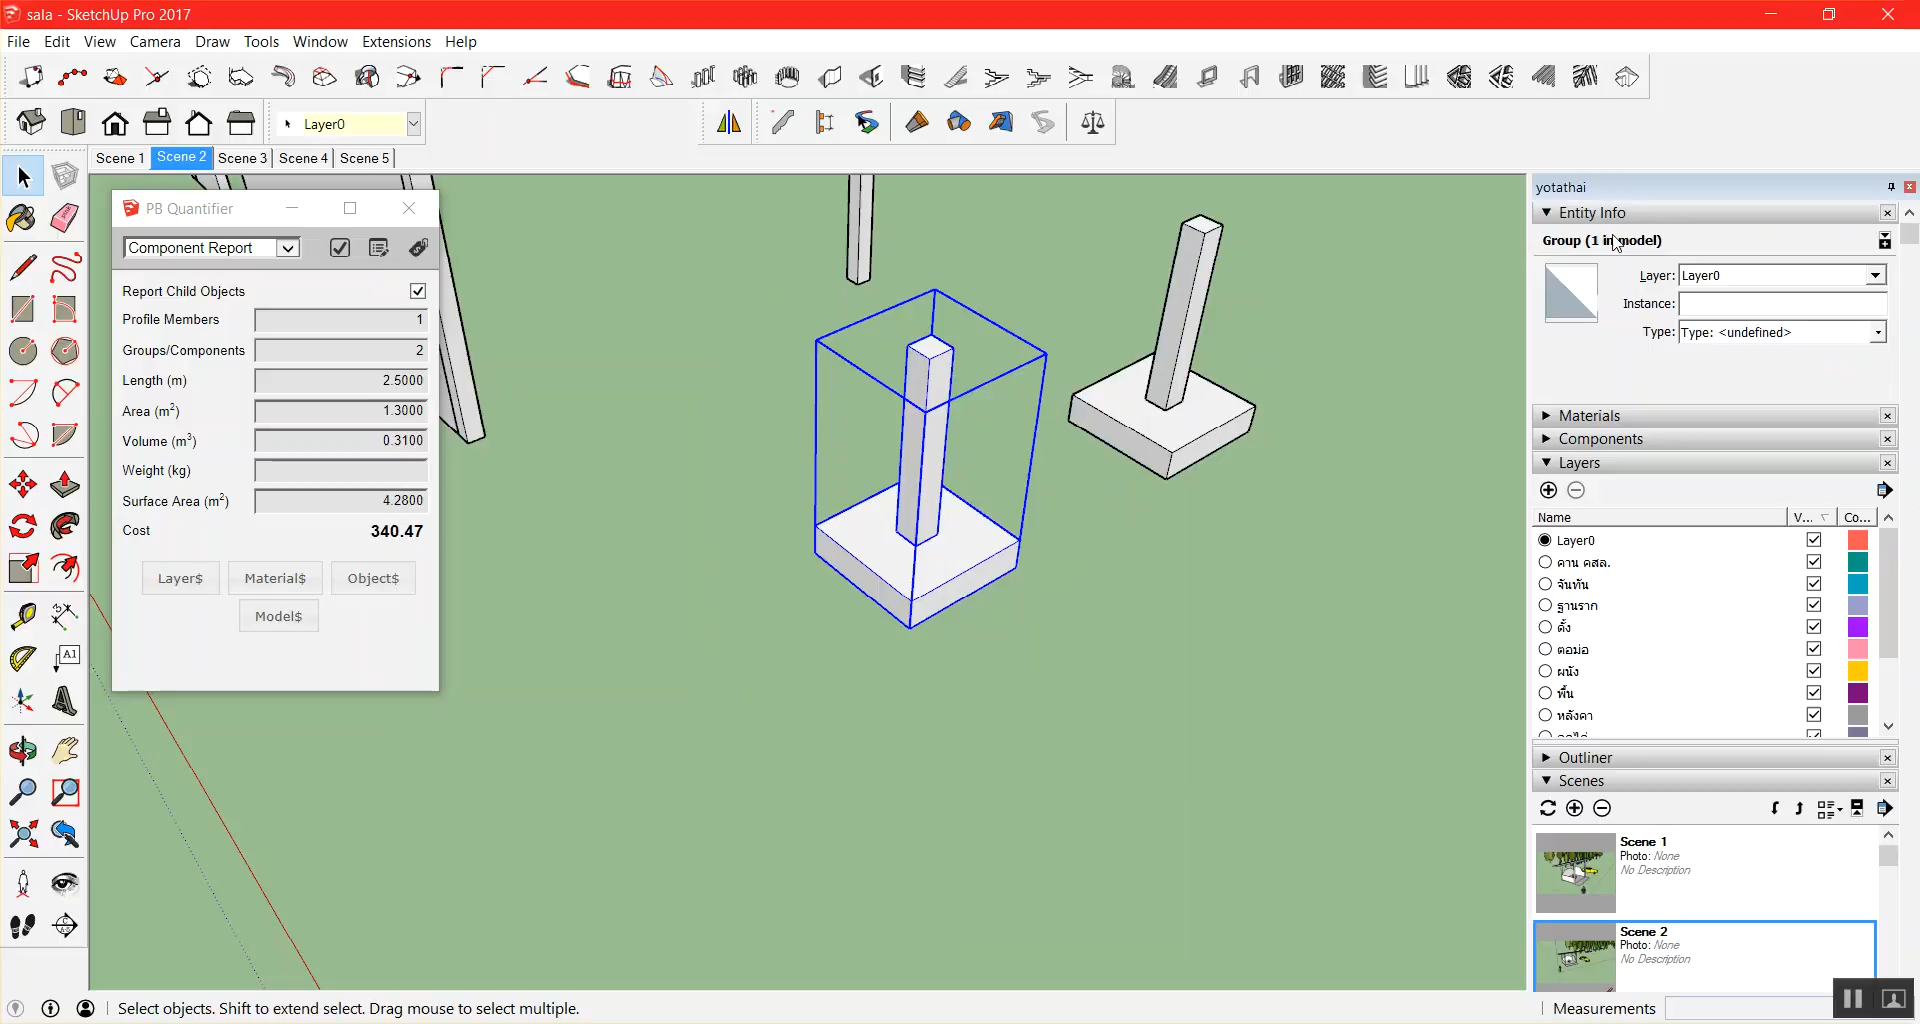 sala - SketchUp Pro 2017
File Edit View Camera Draw Tools Window Extensions Help
Layer0
Scene 1 Scene 2 Scene 3 Scene 4 Scene 5
PB Quantifier
Component Report
Report Child Objects
Profile Members 1
Groups/Components 2
Length (m) 2.5000
Area (m²) 1.3000
Volume (m³) 0.3100
Weight (kg)
Surface Area (m²) 4.2800
Cost 340.47
Layer$ Material$ Object$
Model$
A1
yotathai
Entity Info
Group (1 in model)
Layer: Layer0
Instance:
Type: Type: <undefined>
Materials
Components
Layers
Name V... Co...
Layer0
คาน คสล.
จันทัน
ฐานราก
ดั้ง
ตอม่อ
ผนัง
พื้น
หลังคา
Outliner
Scenes
Scene 1
Photo: None
No Description
Scene 2
Photo: None
No Description
Select objects. Shift to extend select. Drag mouse to select multiple.
Measurements